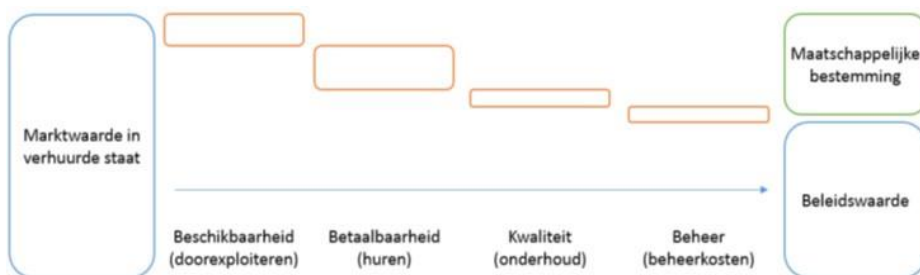 Marktwaarde in
verhuurde staat
Beschikbaarheid
(doorexploiteren)
Betaalbaarheid
(huren)
Kwaliteit
(onderhoud)
Beheer
(beheerkosten)
Maatschappelijke
bestemming
Beleidswaarde